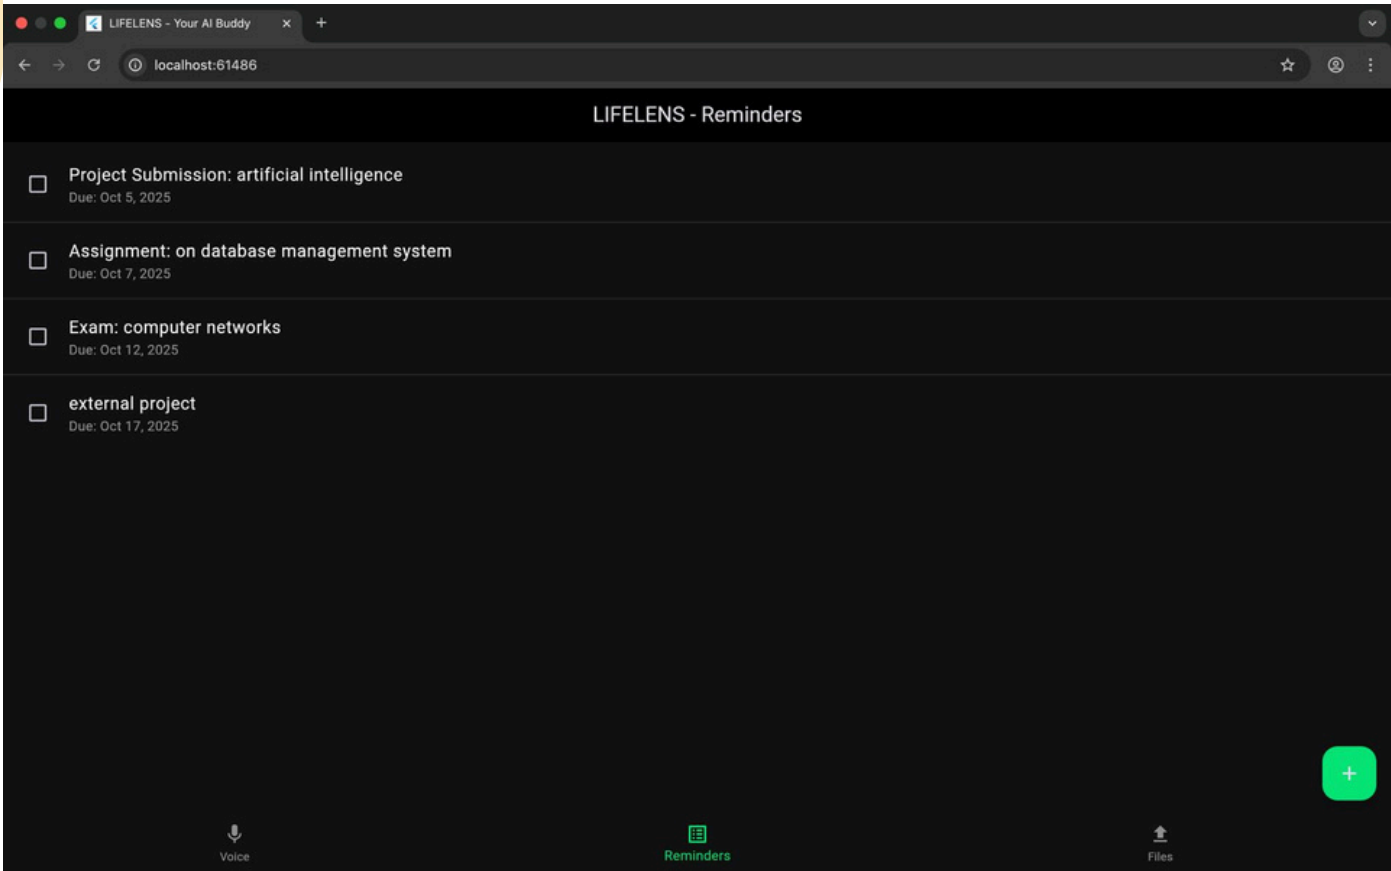 LIFELENS - Your AI Buddy
localhost:61486
LIFELENS - Reminders
Project Submission: artificial intelligence
Due: Oct 5, 2025
Assignment: on database management system
Due: Oct 7, 2025
Exam: computer networks
Due: Oct 12, 2025
external project
Due: Oct 17, 2025
Voice
Reminders
Files